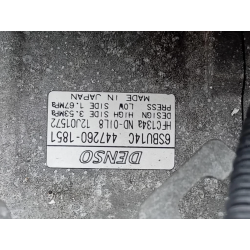 DENSO
6SBU14C 447260-1851
HFC134a ND-OIL8 12J01572
DESIGN HIGH SIDE 3.53MPa
PRESS LOW SIDE 1.67MPa
MADE IN JAPAN